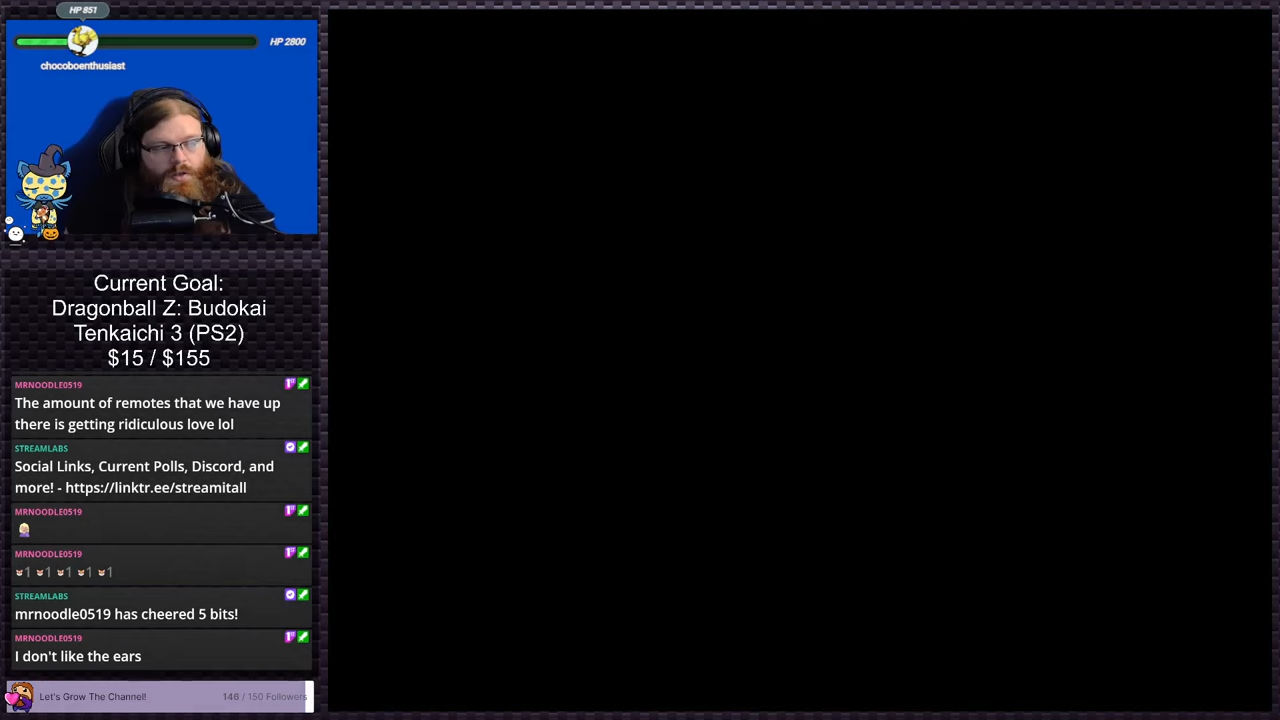 HP 851
HP 2800
chocoboenthusiast
Current Goal:
Dragonball Z: Budokai
Tenkaichi 3 (PS2)
$15 / $155
MRNOODLE0519
The amount of remotes that we have up
there is getting ridiculous love lol
STREAMLABS
Social Links, Current Polls, Discord, and
more! - https://linktr.ee/streamitall
MRNOODLE0519
MRNOODLE0519
1 1 1 1 1
STREAMLABS
mrnoodle0519 has cheered 5 bits!
MRNOODLE0519
I don't like the ears
Let's Grow The Channel! 146 / 150 Followers